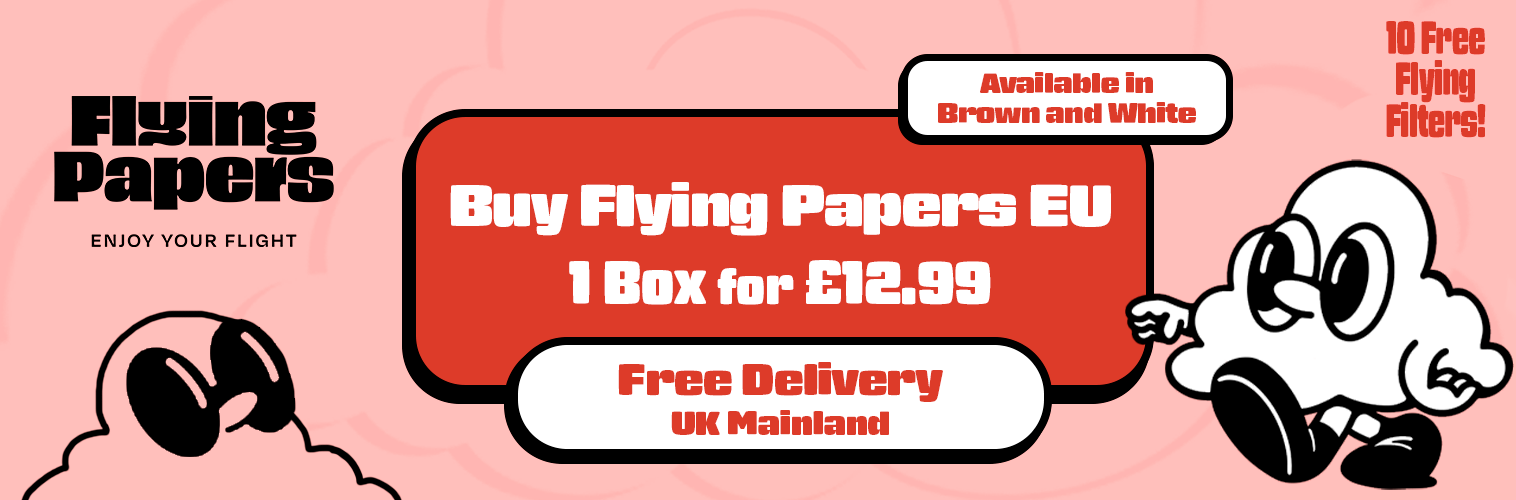 Flying
Papers
ENJOY YOUR FLIGHT
Available in
Brown and White
Buy Flying Papers EU
1 Box for £12.99
Free Delivery
UK Mainland
10 Free
Flying
Filters!